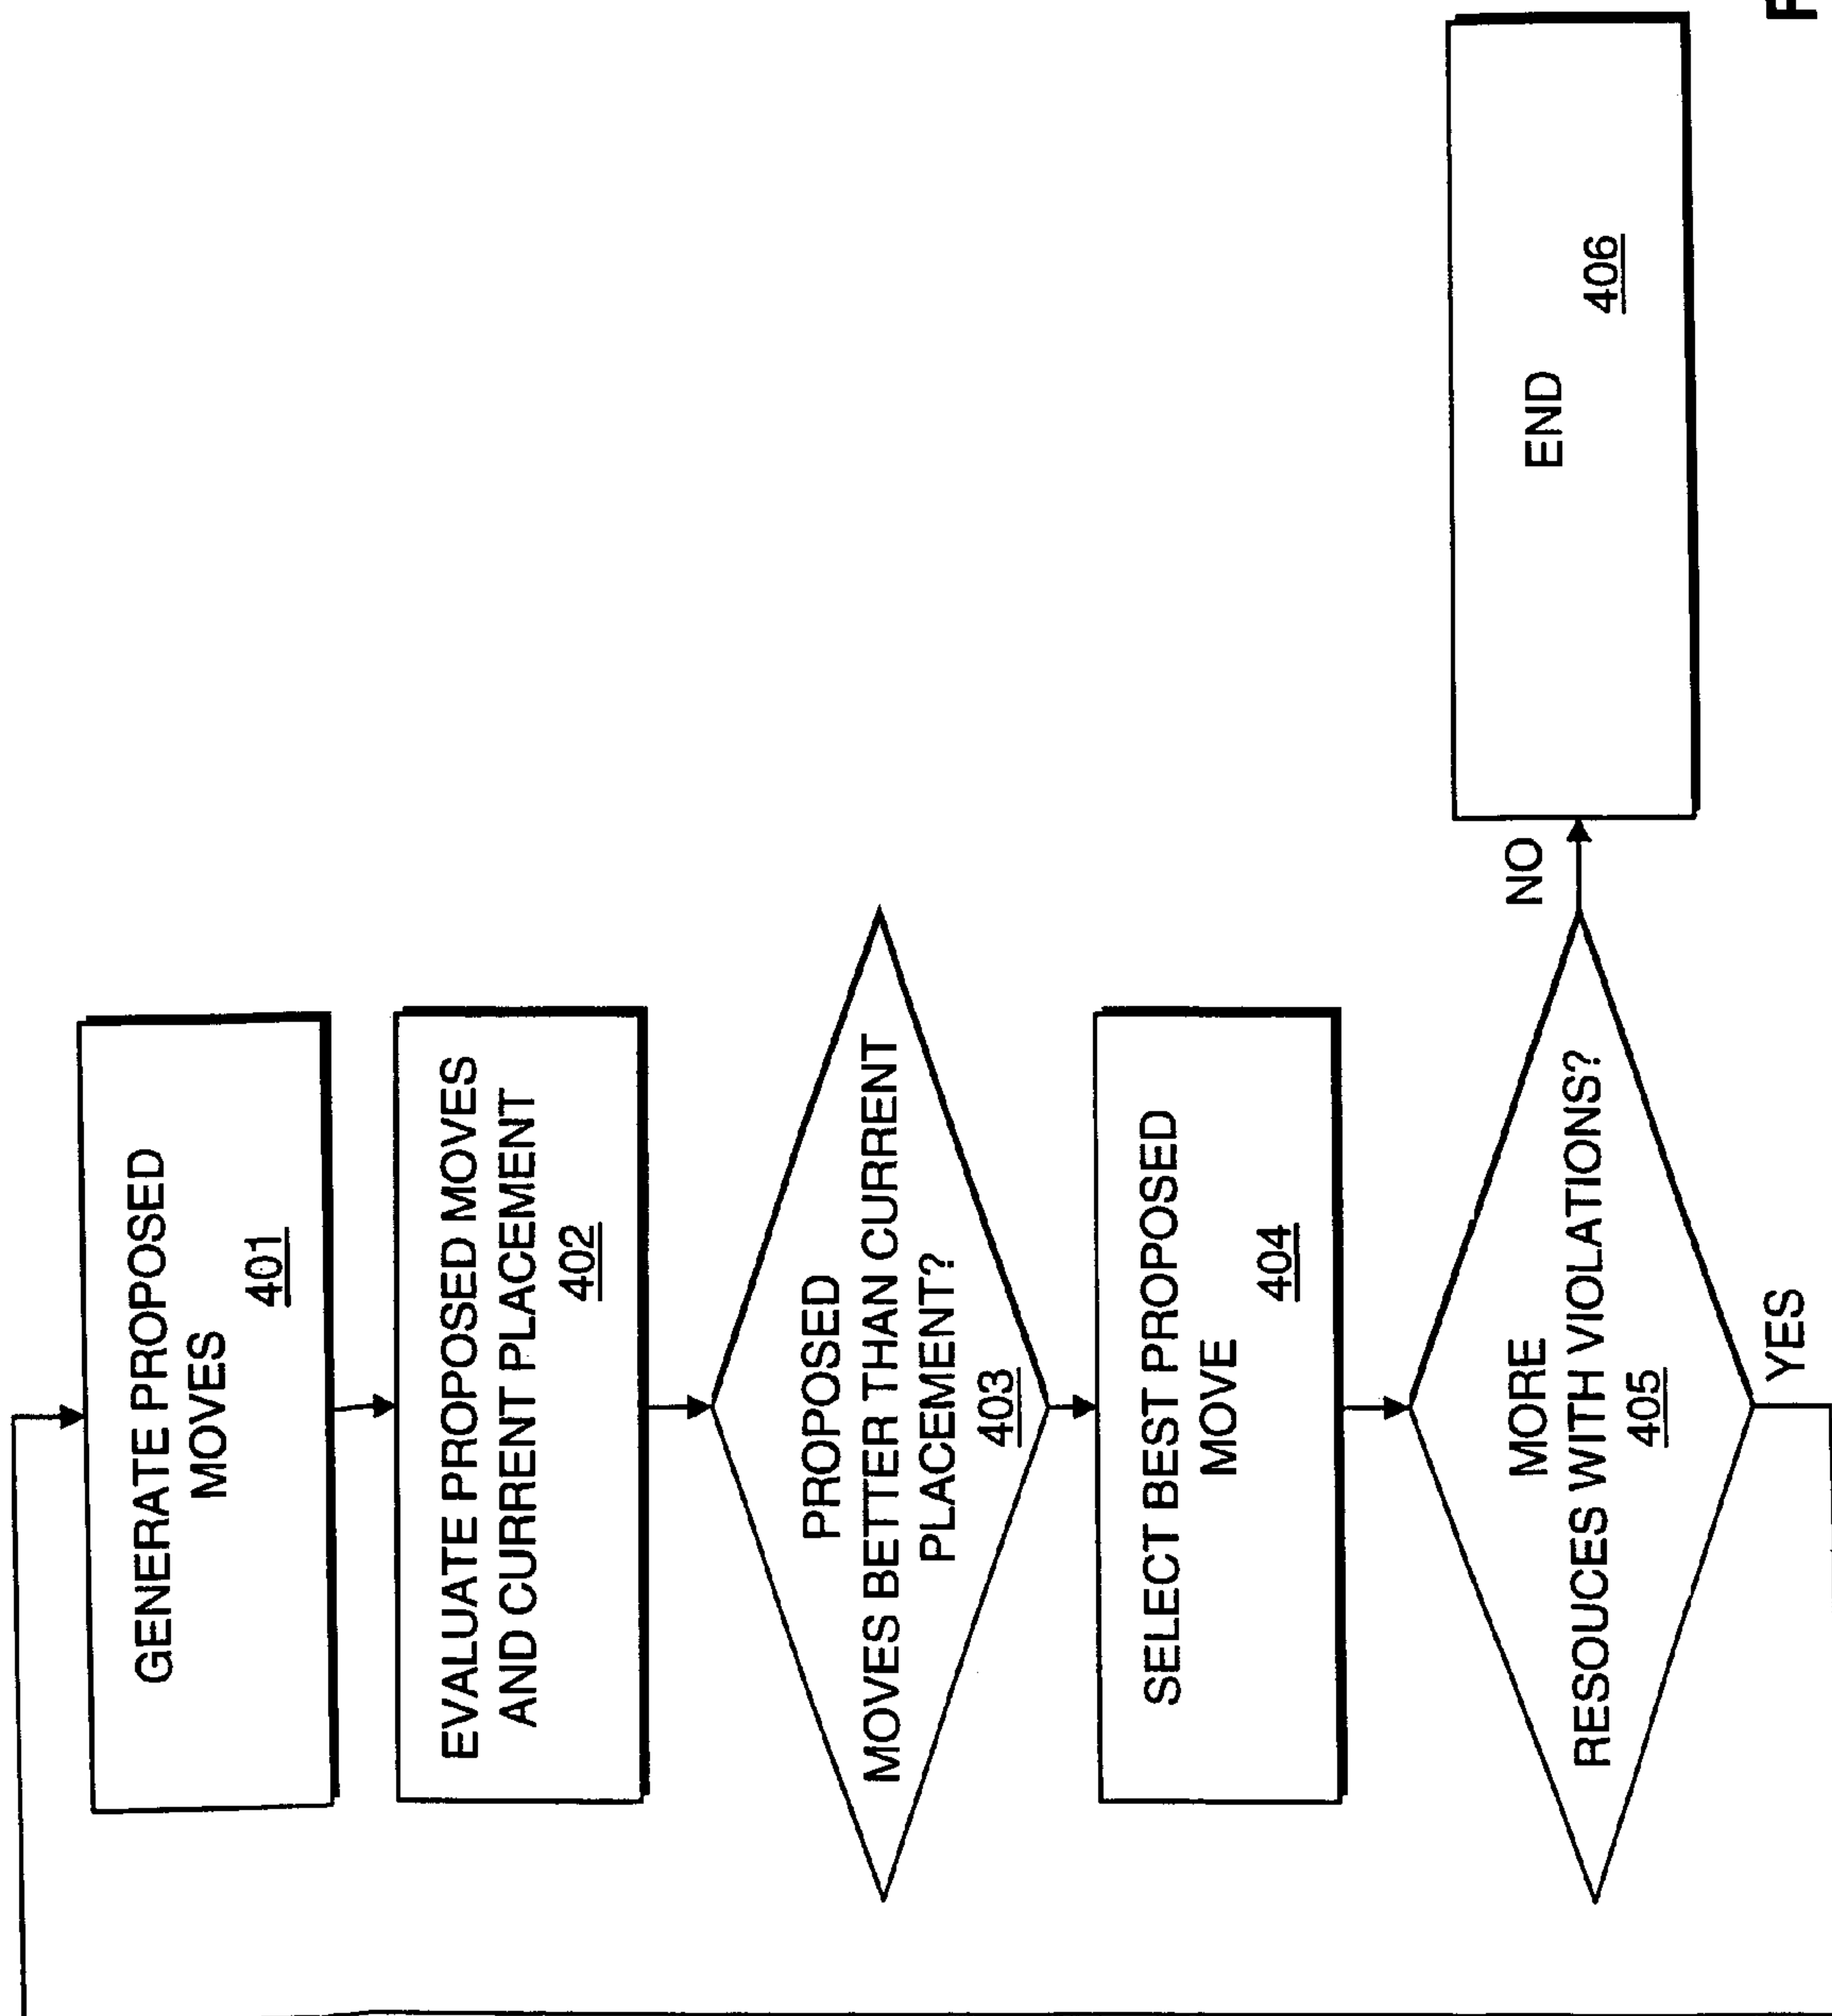 GENERATE PROPOSED
MOVES
401
EVALUATE PROPOSED MOVES
AND CURRENT PLACEMENT
402
PROPOSED
MOVES BETTER THAN CURRENT
PLACEMENT?
403
SELECT BEST PROPOSED
MOVE
404
MORE
RESOUCES WITH VIOLATIONS?
405
NO
END
406
YES